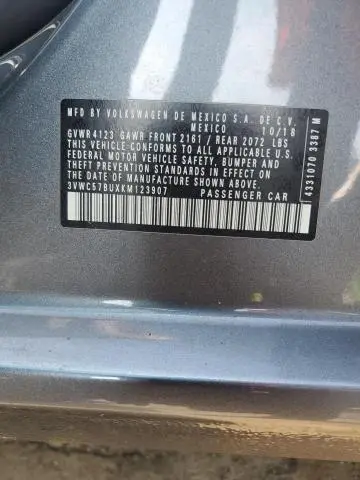 MFD BY VOLKSWAGEN DE MEXICO S.A. DE C.V.
MEXICO 10/18
GVWR 4123 GAWR FRONT 2161 / REAR 2072 LBS
THIS VEHICLE CONFORMS TO ALL APPLICABLE
FEDERAL MOTOR VEHICLE SAFETY, BUMPER AND
THEFT PREVENTION STANDARDS IN EFFECT ON
THE DATE OF MANUFACTURE SHOWN ABOVE.
3VWC57BUXKM123907 PASSENGER CAR
4331070 3387 M